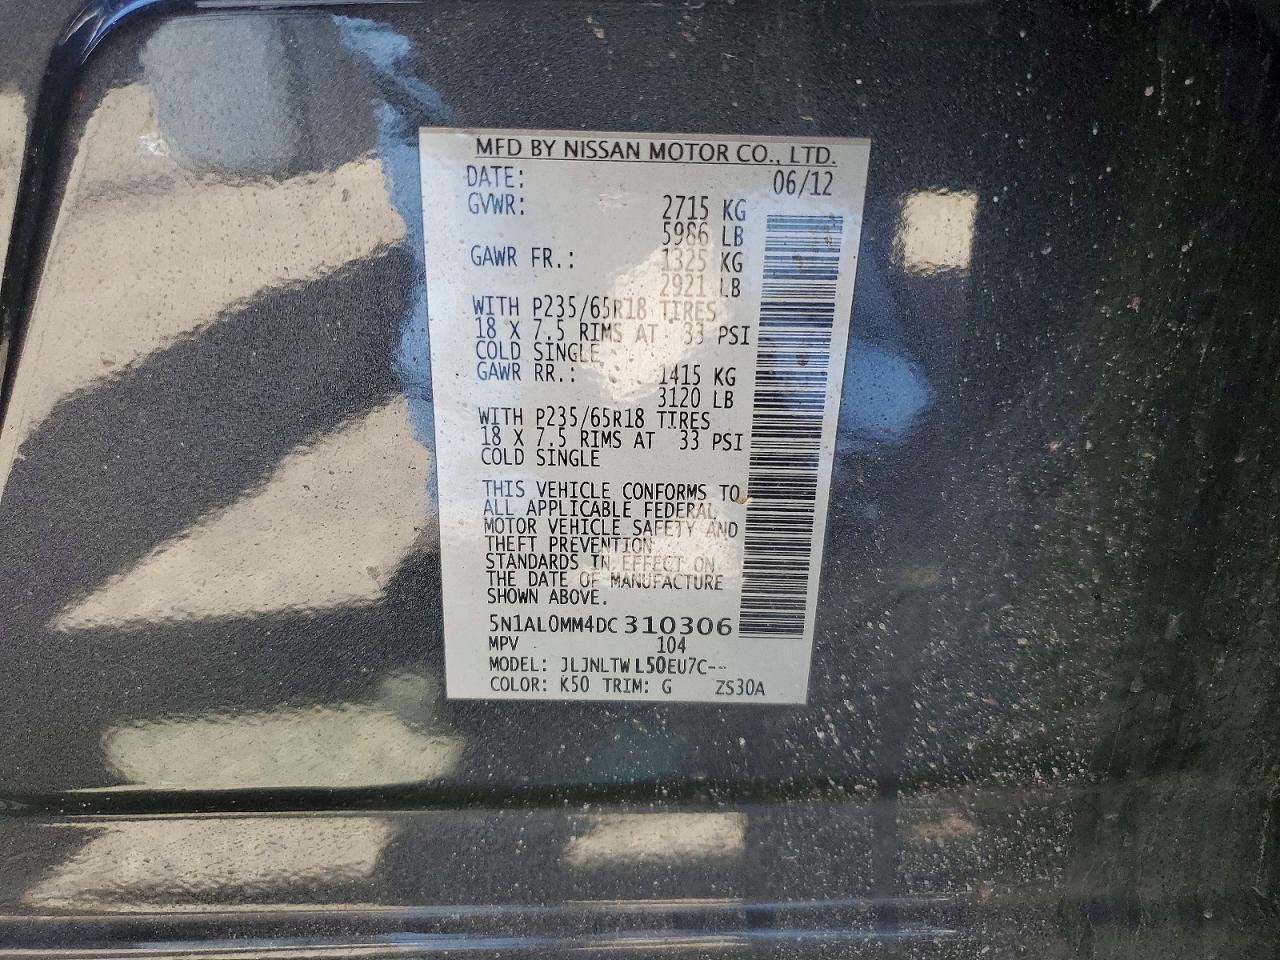 MFD BY NISSAN MOTOR CO., LTD.
DATE: 06/12
GVWR: 2715 KG
5986 LB
GAWR FR.: 1325 KG
2921 LB
WITH P235/65R18 TIRES
18 X 7.5 RIMS AT 33 PSI
COLD SINGLE
GAWR RR.: 1415 KG
3120 LB
WITH P235/65R18 TIRES
18 X 7.5 RIMS AT 33 PSI
COLD SINGLE
THIS VEHICLE CONFORMS TO
ALL APPLICABLE FEDERAL
MOTOR VEHICLE SAFETY AND
THEFT PREVENTION
STANDARDS IN EFFECT ON
THE DATE OF MANUFACTURE
SHOWN ABOVE.
5N1AL0MM4DC310306
MPV 104
MODEL: JLJNLTWL50EU7C---
COLOR: K50 TRIM: G ZS30A